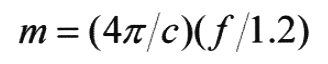 m = (4π/c)(f/1.2)